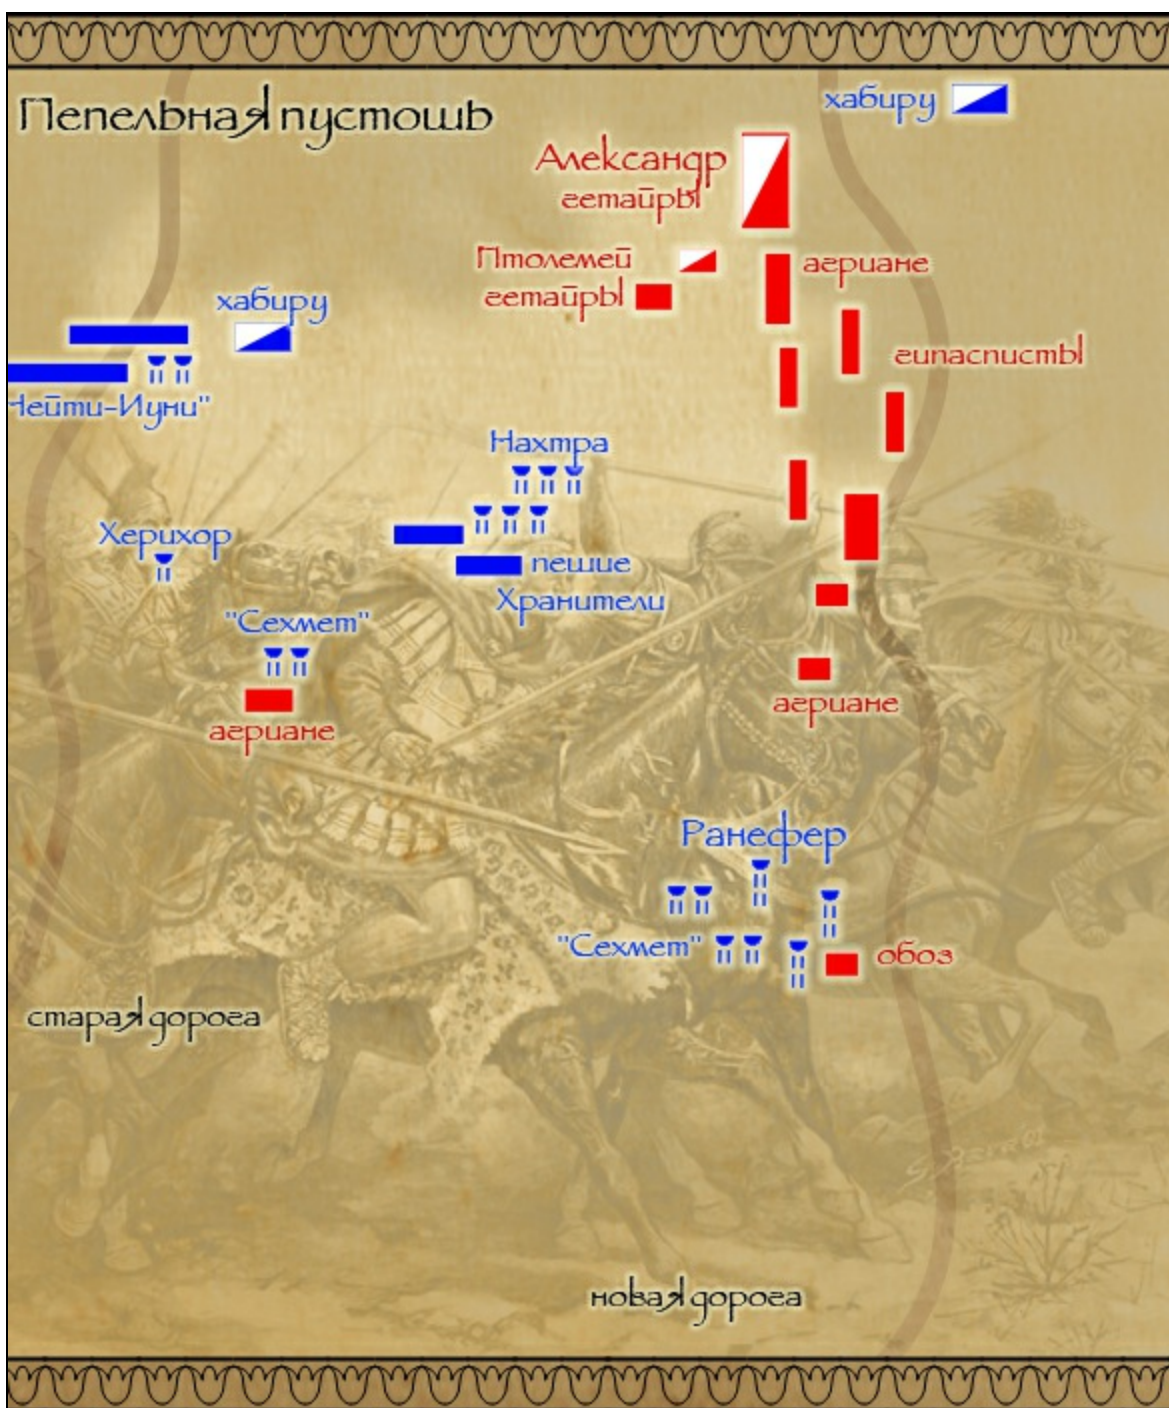 Пепельная пустошь
хабиру
Александр
гетайры
Птолемей
гетайры
агриане
хабиру
гипасписты
"Нейти-Иуни"
Нахтра
Херихор
пешие
Хранители
"Сехмет"
агриане
агриане
Ранефер
"Сехмет"
обоз
старая дорога
новая дорога